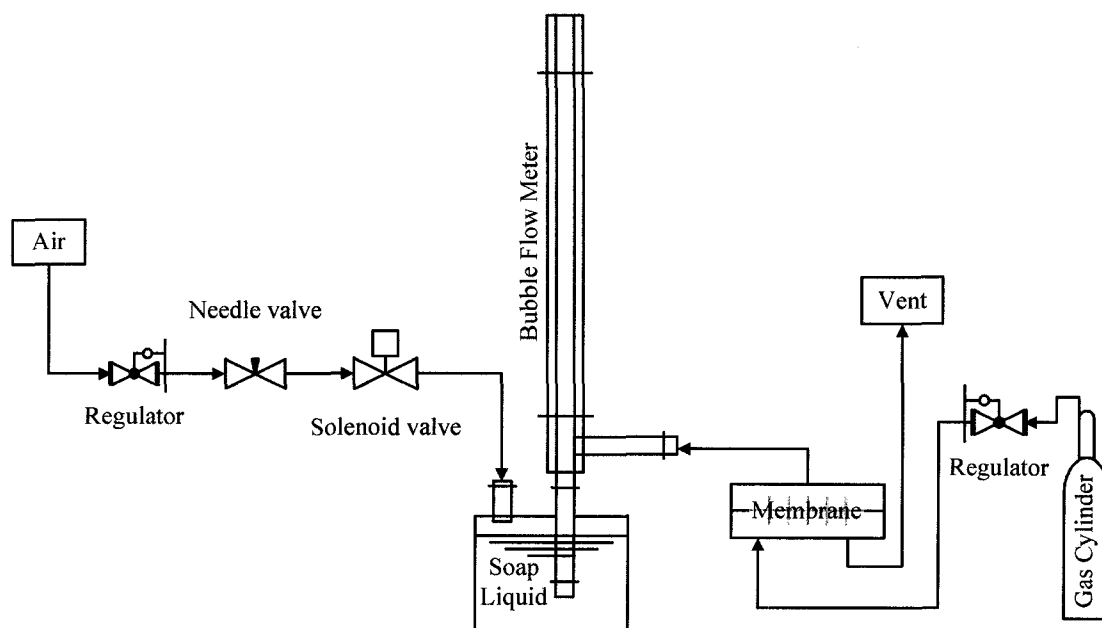 Air
Needle valve
Regulator
Solenoid valve
Bubble Flow Meter
Soap
Liquid
Membrane
Vent
Regulator
Gas Cylinder